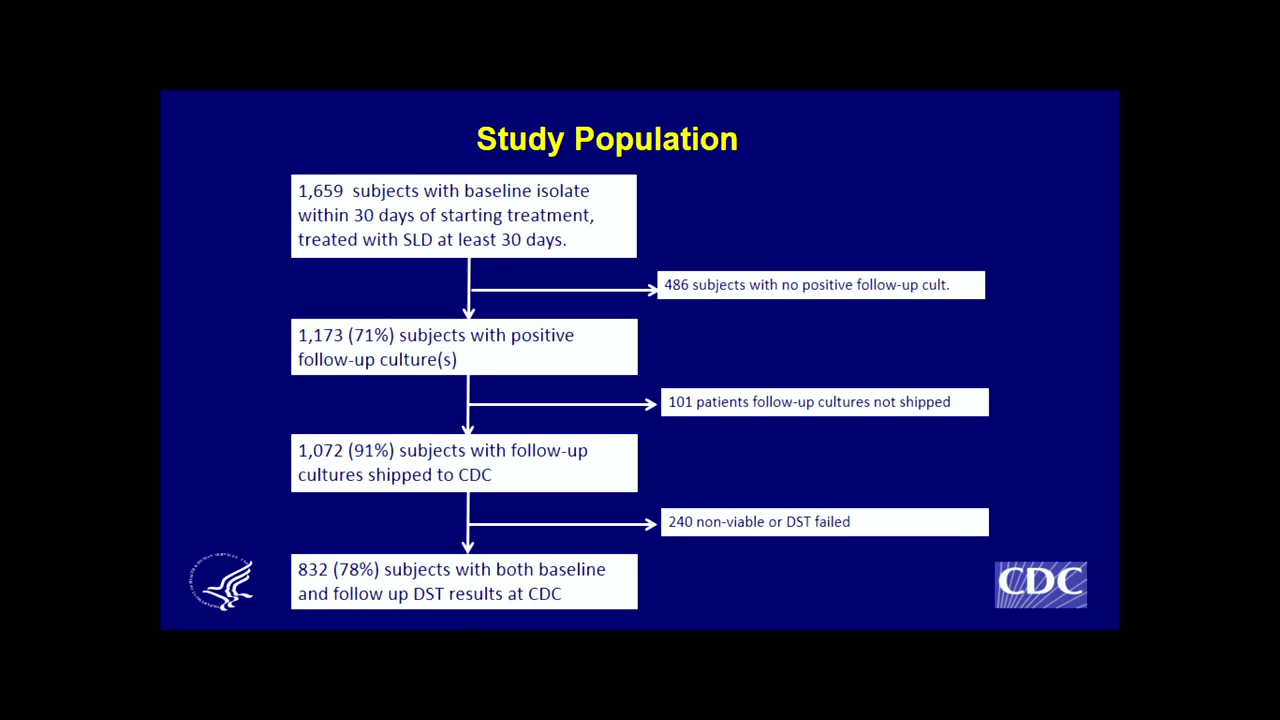 Study Population
1,659 subjects with baseline isolate
within 30 days of starting treatment,
treated with SLD at least 30 days.
486 subjects with no positive follow-up cult.
1,173 (71%) subjects with positive
follow-up culture(s)
101 patients follow-up cultures not shipped
1,072 (91%) subjects with follow-up
cultures shipped to CDC
240 non-viable or DST failed
832 (78%) subjects with both baseline
and follow up DST results at CDC
CDC